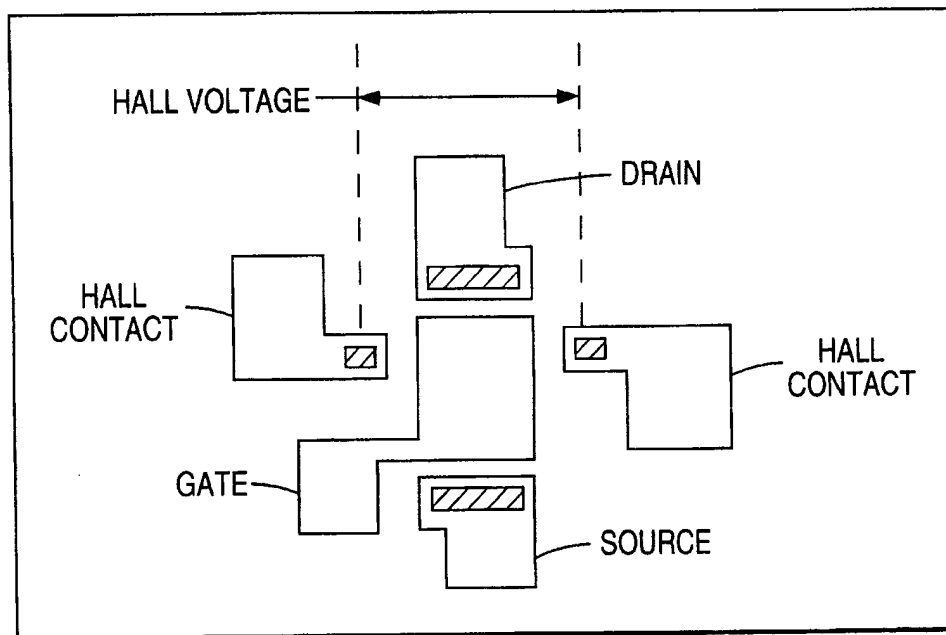 HALL VOLTAGE
DRAIN
HALL
CONTACT
HALL
CONTACT
GATE
SOURCE